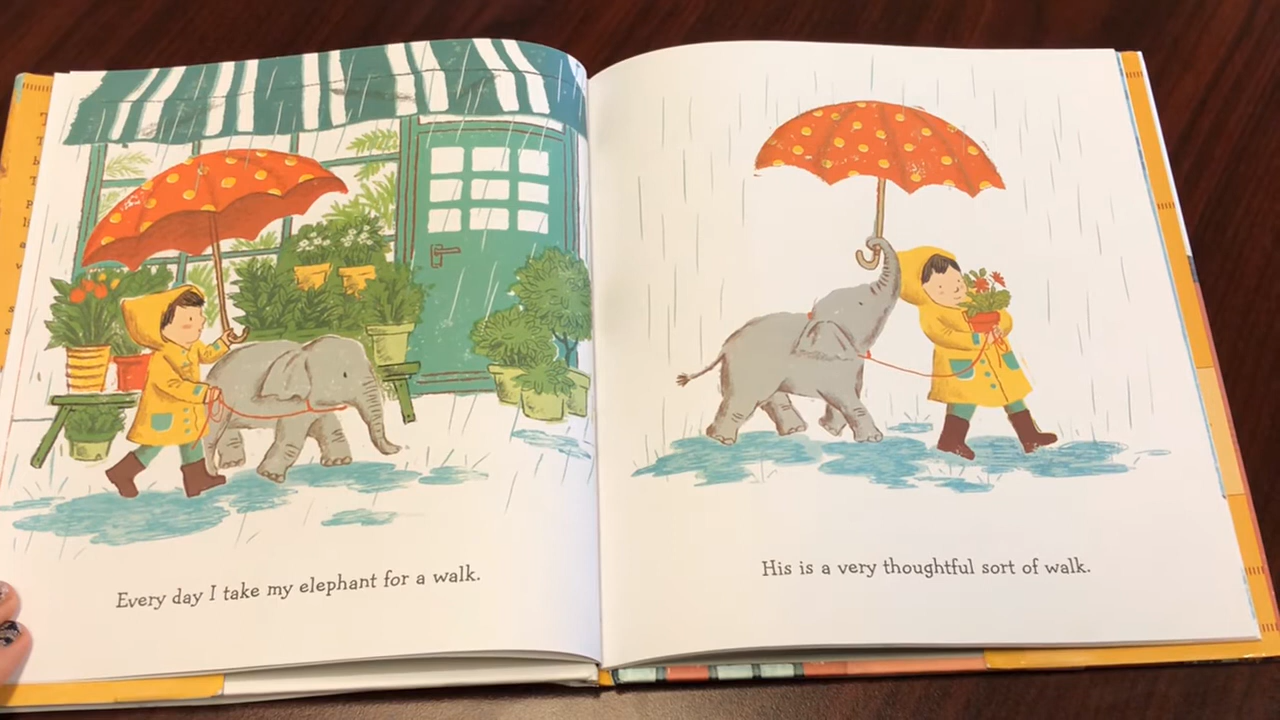 Every day I take my elephant for a walk.
His is a very thoughtful sort of walk.